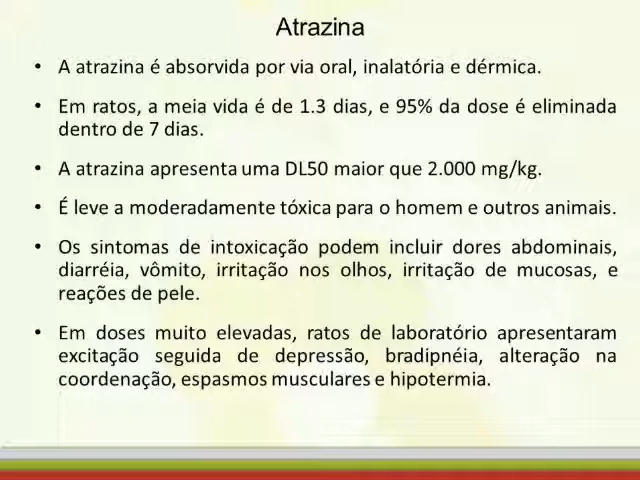 Atrazina
• A atrazina é absorvida por via oral, inalatória e dérmica.
• Em ratos, a meia vida é de 1.3 dias, e 95% da dose é eliminada
dentro de 7 dias.
• A atrazina apresenta uma DL50 maior que 2.000 mg/kg.
• É leve a moderadamente tóxica para o homem e outros animais.
• Os sintomas de intoxicação podem incluir dores abdominais,
diarréia, vômito, irritação nos olhos, irritação de mucosas, e
reações de pele.
• Em doses muito elevadas, ratos de laboratório apresentaram
excitação seguida de depressão, bradipnéia, alteração na
coordenação, espasmos musculares e hipotermia.